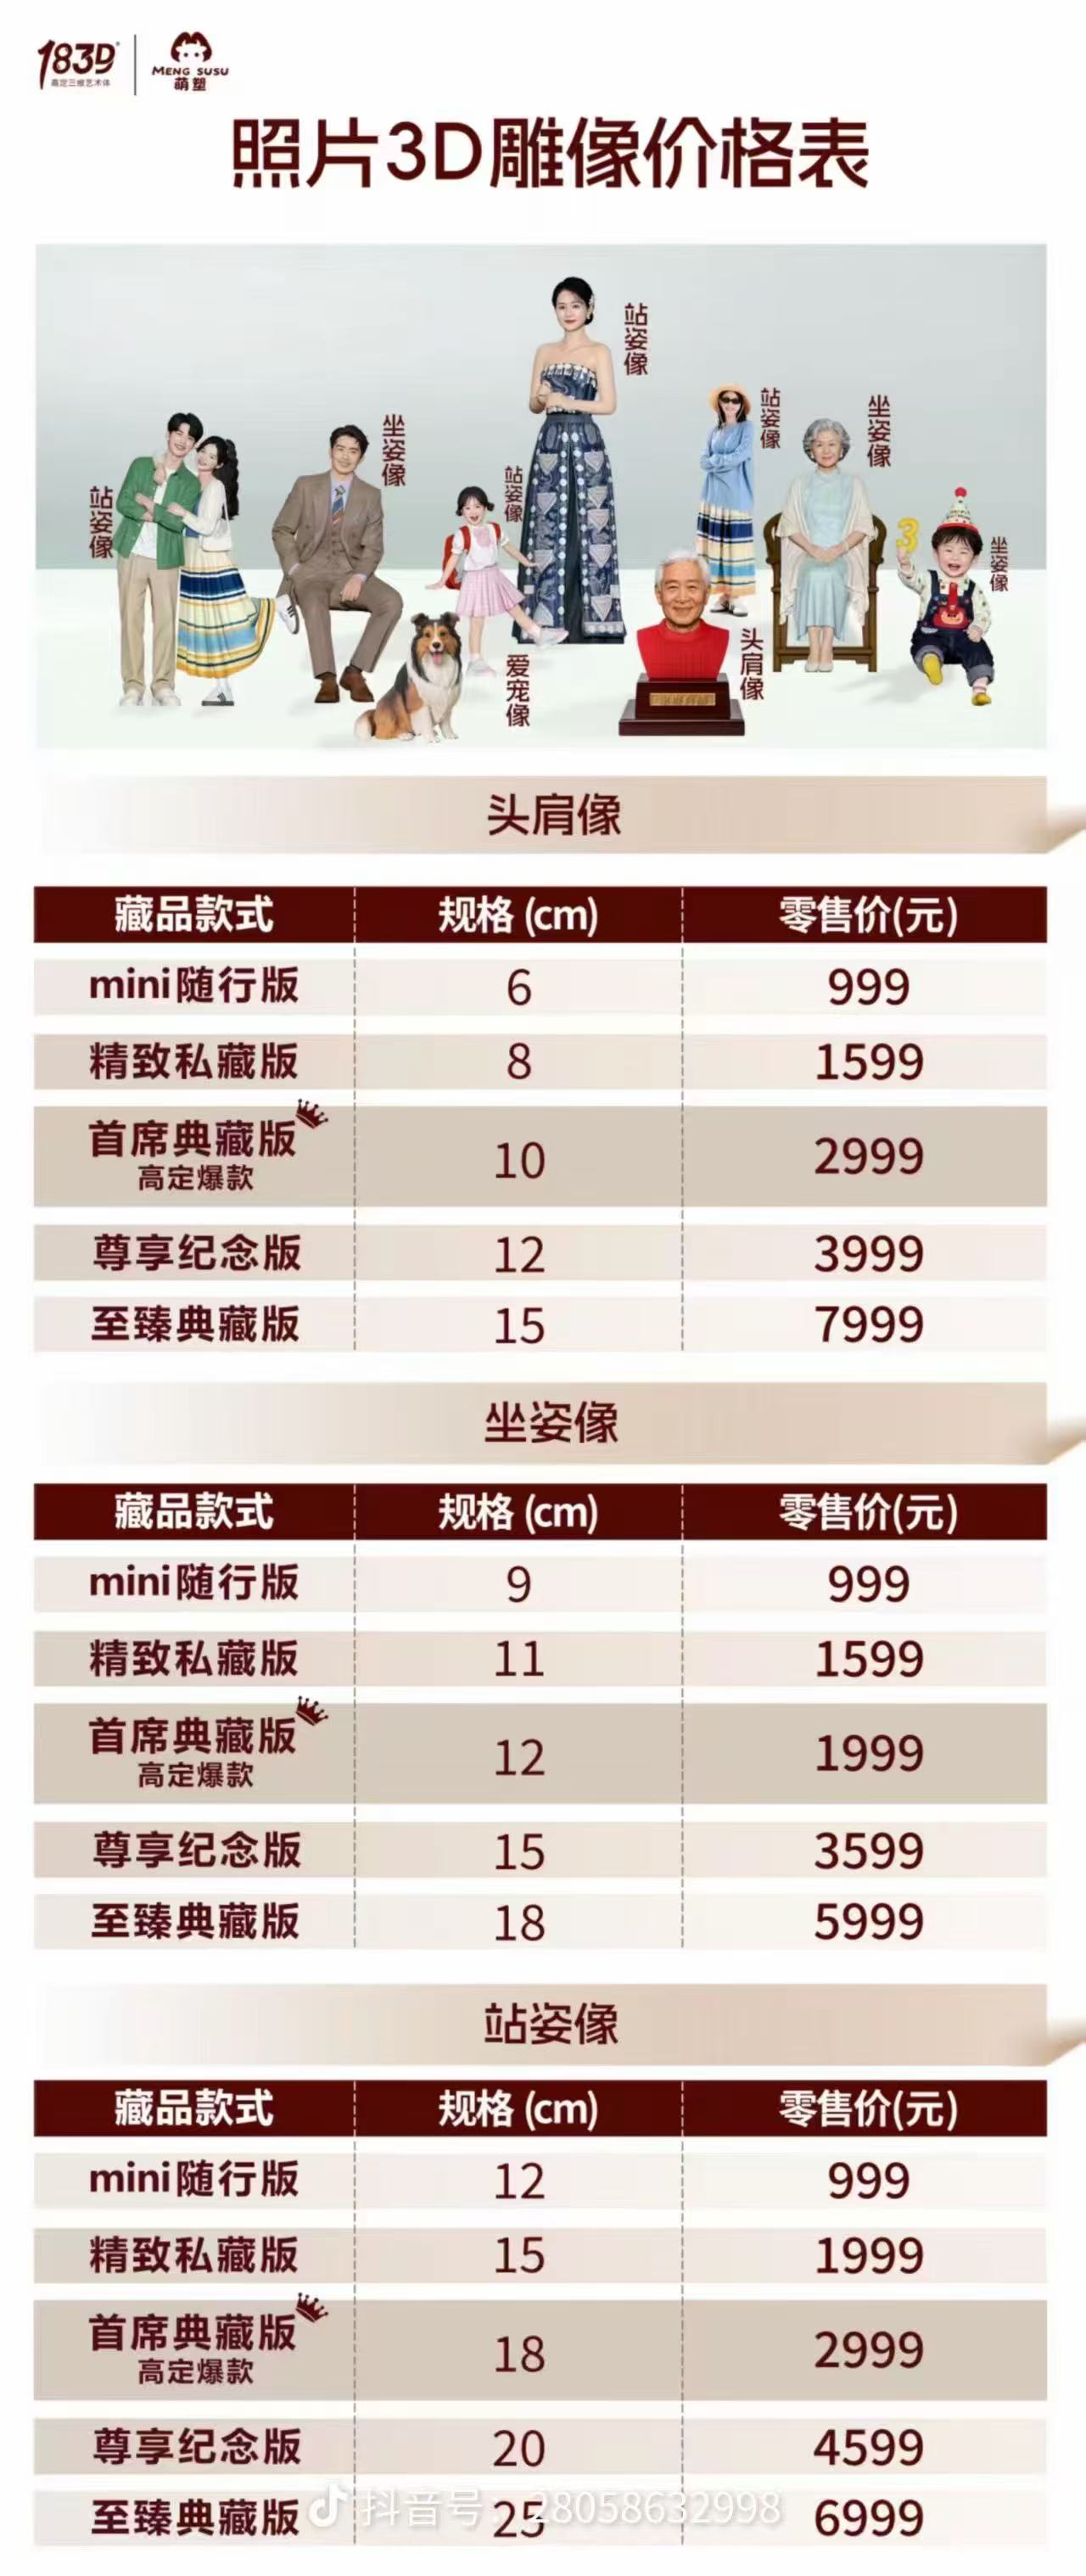 183D
高定三维艺术体
MENG SUSU
萌塑
照片3D雕像价格表
站姿像
站姿像
坐姿像
坐姿像
站姿像
站姿像
坐姿像
头肩像
爱宠像
头肩像
藏品款式 规格 (cm) 零售价(元)
mini随行版 6 999
精致私藏版 8 1599
首席典藏版 10 2999
高定爆款
尊享纪念版 12 3999
至臻典藏版 15 7999
坐姿像
藏品款式 规格 (cm) 零售价(元)
mini随行版 9 999
精致私藏版 11 1599
首席典藏版 12 1999
高定爆款
尊享纪念版 15 3599
至臻典藏版 18 5999
站姿像
藏品款式 规格 (cm) 零售价(元)
mini随行版 12 999
精致私藏版 15 1999
首席典藏版 18 2999
高定爆款
尊享纪念版 20 4599
至臻典藏版 25 6999
抖音号：28058632998